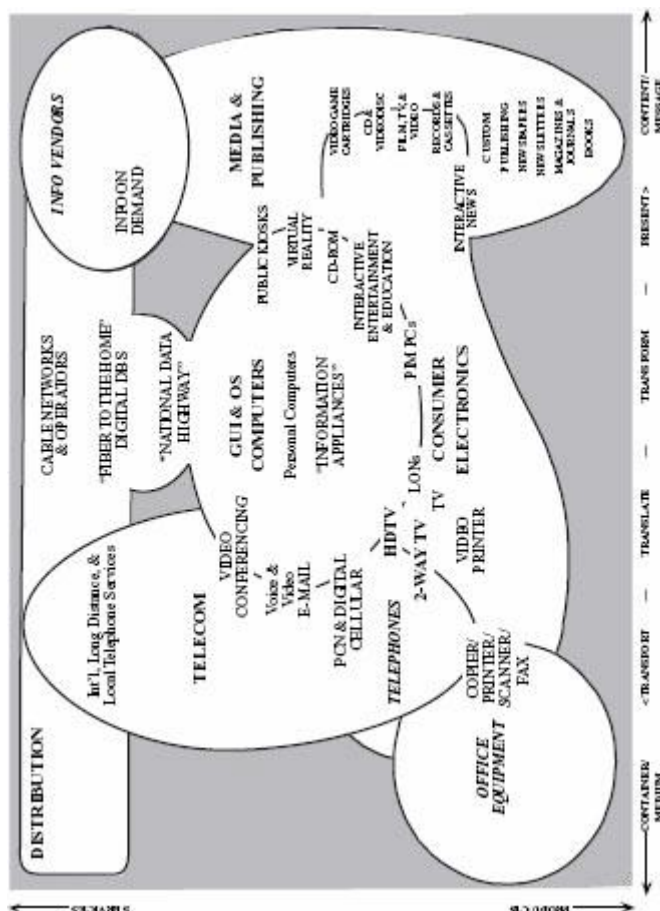 DISTRIBUTION
Int'l, Long Distance, &
Local Telephone Services
CABLE NETWORKS
& OPERATORS
"FIBER TO THE HOME"
DIGITAL DBS
"NATIONAL DATA
HIGHWAY"
INFO VENDORS
INFO ON
DEMAND
TELECOM
VIDEO
CONFERENCING
Voice &
Video
E-MAIL
PCN & DIGITAL
CELLULAR
TELEPHONES
GUI & OS
COMPUTERS
Personal Computers
"INFORMATION
APPLIANCES"
PUBLIC KIOSKS
VIRTUAL
REALITY
CD-ROM
INTERACTIVE
ENTERTAINMENT
& EDUCATION
MEDIA &
PUBLISHING
VIDEO GAME
CARTRIDGES
CD &
VIDEODISC
FILM, TV, &
VIDEO
RECORDS &
CASSETTES
CUSTOM
PUBLISHING
NEWSPAPERS
NEWSLETTERS
MAGAZINES &
JOURNALS
BOOKS
INTERACTIVE
NEWS
HDTV
2-WAY TV
LONs
PIM PCs
TV
CONSUMER
ELECTRONICS
VIDEO
PRINTER
COPIER/
PRINTER/
SCANNER/
FAX
OFFICE
EQUIPMENT
SERVICES
PRODUCTS
CONTAINER/
MEDIUM
< TRANSPORT — TRANSLATE — TRANSFORM — PRESENT >
CONTENT/
MESSAGE